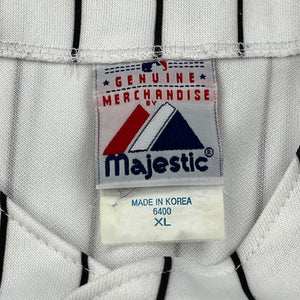 GENUINE
MERCHANDISE
BY
Majestic
MADE IN KOREA
6400
XL